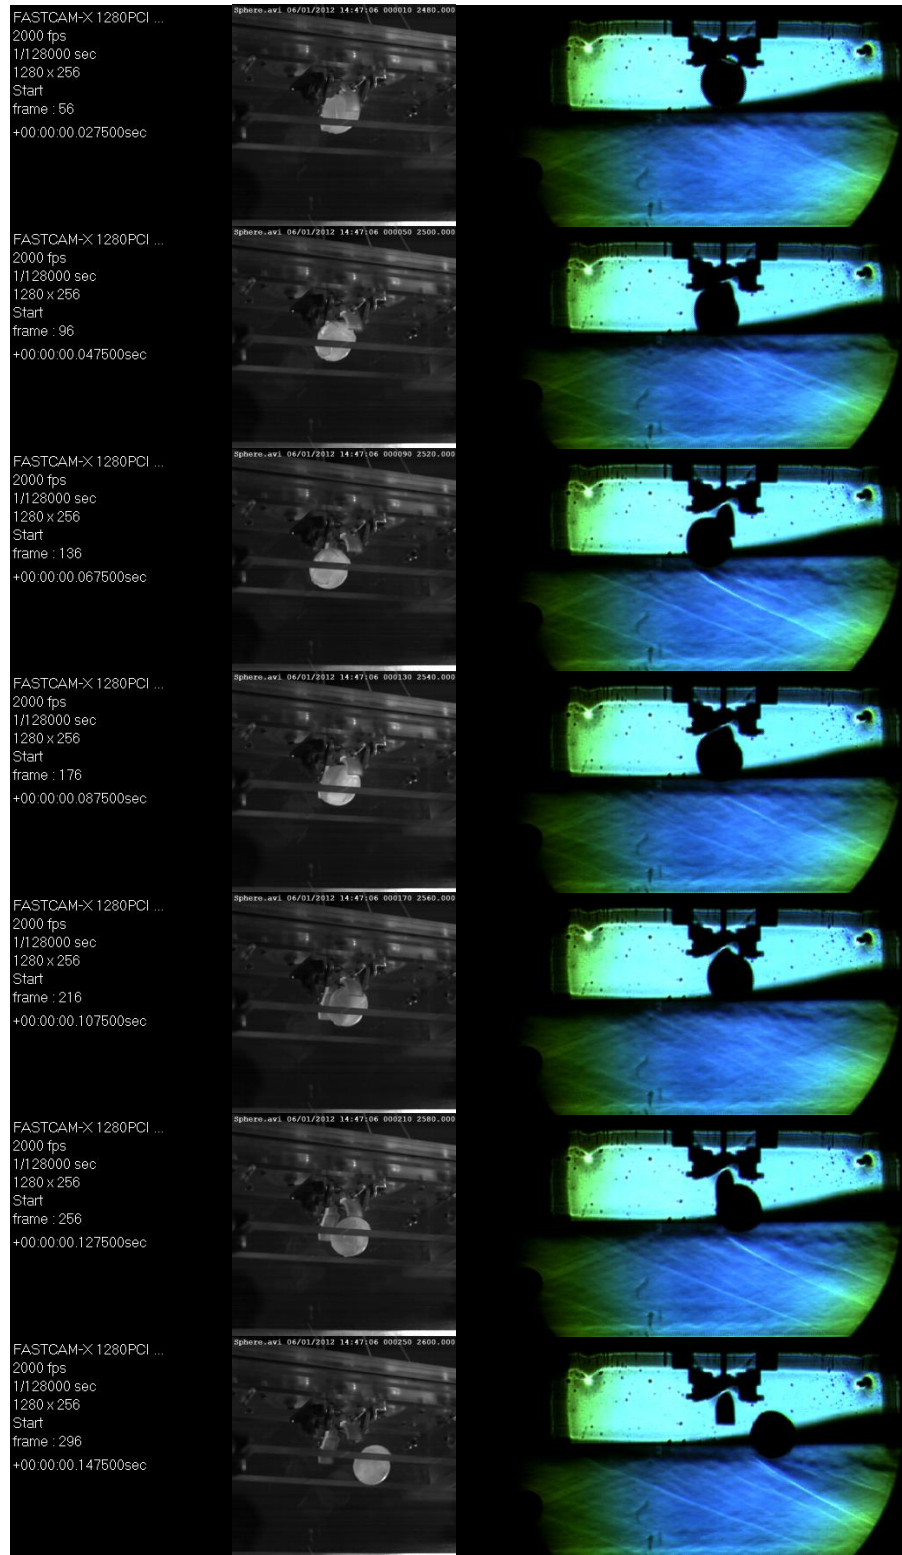 FASTCAM-X 1280PCI ...
2000 fps
1/128000 sec
1280 x 256
Start
frame : 56
+00:00:00.027500sec
Sphere.avi 06/01/2012 14:47:06 000010 2480.000
FASTCAM-X 1280PCI ...
2000 fps
1/128000 sec
1280 x 256
Start
frame : 96
+00:00:00.047500sec
Sphere.avi 06/01/2012 14:47:06 000050 2500.000
FASTCAM-X 1280PCI ...
2000 fps
1/128000 sec
1280 x 256
Start
frame : 136
+00:00:00.067500sec
Sphere.avi 06/01/2012 14:47:06 000090 2520.000
FASTCAM-X 1280PCI ...
2000 fps
1/128000 sec
1280 x 256
Start
frame : 176
+00:00:00.087500sec
Sphere.avi 06/01/2012 14:47:06 000130 2540.000
FASTCAM-X 1280PCI ...
2000 fps
1/128000 sec
1280 x 256
Start
frame : 216
+00:00:00.107500sec
Sphere.avi 06/01/2012 14:47:06 000170 2560.000
FASTCAM-X 1280PCI ...
2000 fps
1/128000 sec
1280 x 256
Start
frame : 256
+00:00:00.127500sec
Sphere.avi 06/01/2012 14:47:06 000210 2580.000
FASTCAM-X 1280PCI ...
2000 fps
1/128000 sec
1280 x 256
Start
frame : 296
+00:00:00.147500sec
Sphere.avi 06/01/2012 14:47:06 000250 2600.000